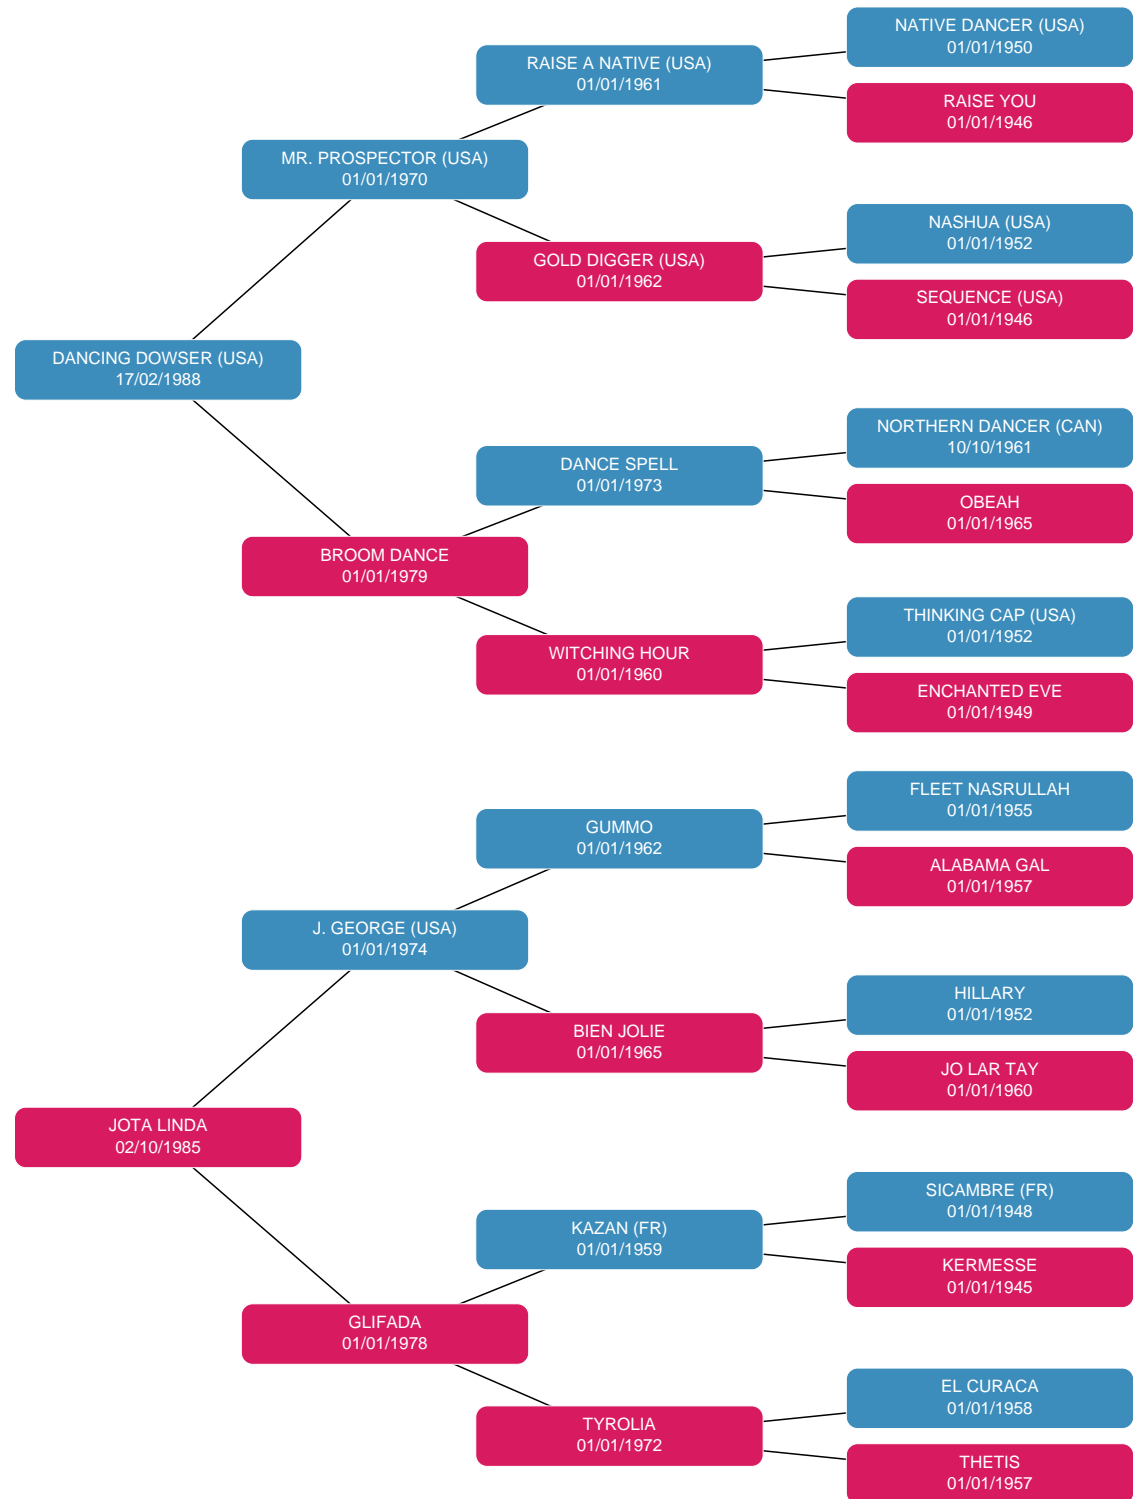 NATIVE DANCER (USA)
01/01/1950
RAISE A NATIVE (USA)
01/01/1961
RAISE YOU
01/01/1946
MR. PROSPECTOR (USA)
01/01/1970
NASHUA (USA)
01/01/1952
GOLD DIGGER (USA)
01/01/1962
SEQUENCE (USA)
01/01/1946
DANCING DOWSER (USA)
17/02/1988
NORTHERN DANCER (CAN)
10/10/1961
DANCE SPELL
01/01/1973
OBEAH
01/01/1965
BROOM DANCE
01/01/1979
THINKING CAP (USA)
01/01/1952
WITCHING HOUR
01/01/1960
ENCHANTED EVE
01/01/1949
FLEET NASRULLAH
01/01/1955
GUMMO
01/01/1962
ALABAMA GAL
01/01/1957
J. GEORGE (USA)
01/01/1974
HILLARY
01/01/1952
BIEN JOLIE
01/01/1965
JO LAR TAY
01/01/1960
JOTA LINDA
02/10/1985
SICAMBRE (FR)
01/01/1948
KAZAN (FR)
01/01/1959
KERMESSE
01/01/1945
GLIFADA
01/01/1978
EL CURACA
01/01/1958
TYROLIA
01/01/1972
THETIS
01/01/1957